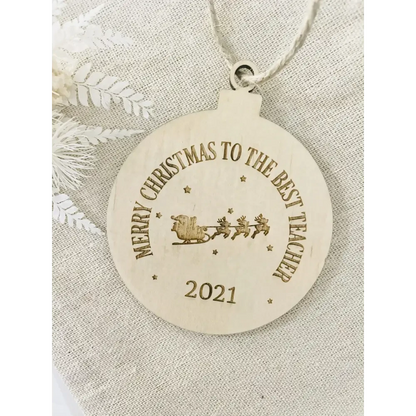 MERRY CHRISTMAS TO THE BEST TEACHER
2021